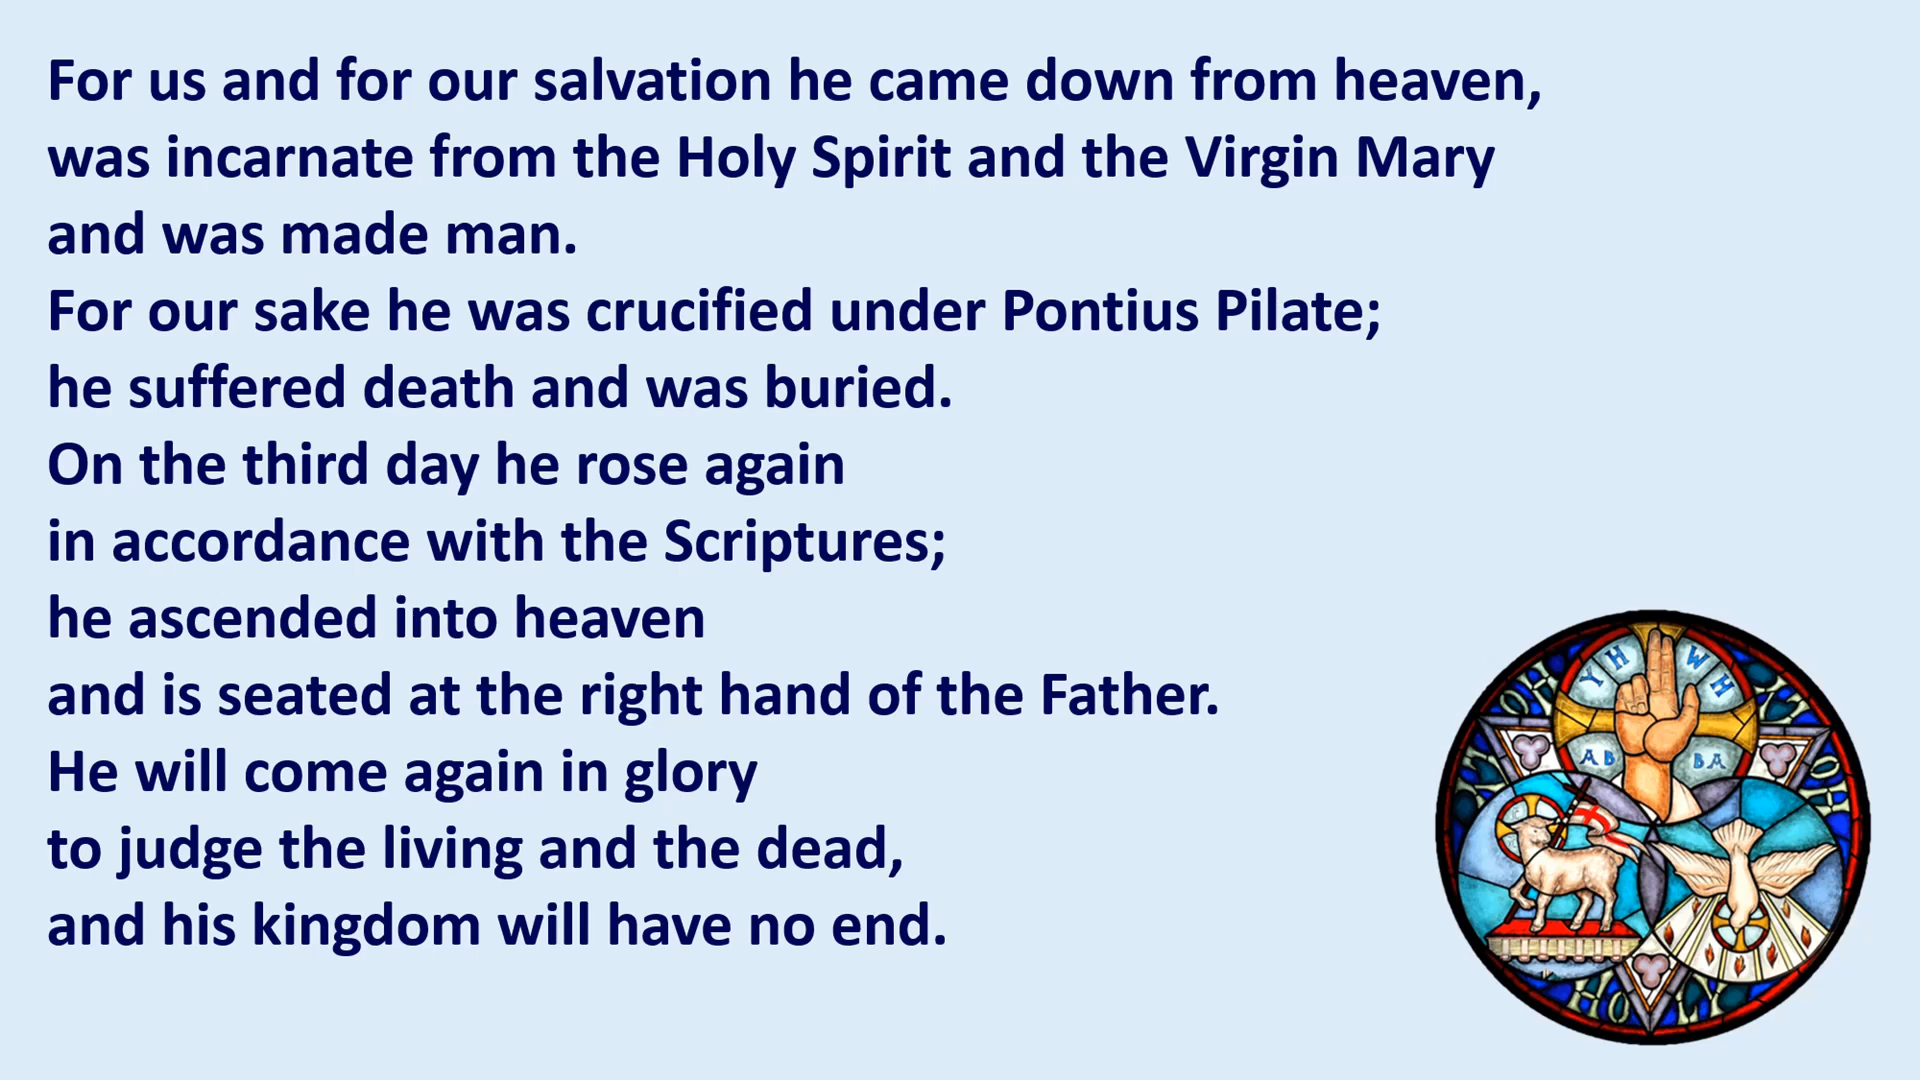 For us and for our salvation he came down from heaven,
was incarnate from the Holy Spirit and the Virgin Mary
and was made man.
For our sake he was crucified under Pontius Pilate;
he suffered death and was buried.
On the third day he rose again
in accordance with the Scriptures;
he ascended into heaven
and is seated at the right hand of the Father.
He will come again in glory
to judge the living and the dead,
and his kingdom will have no end.
YH WH
AB BA